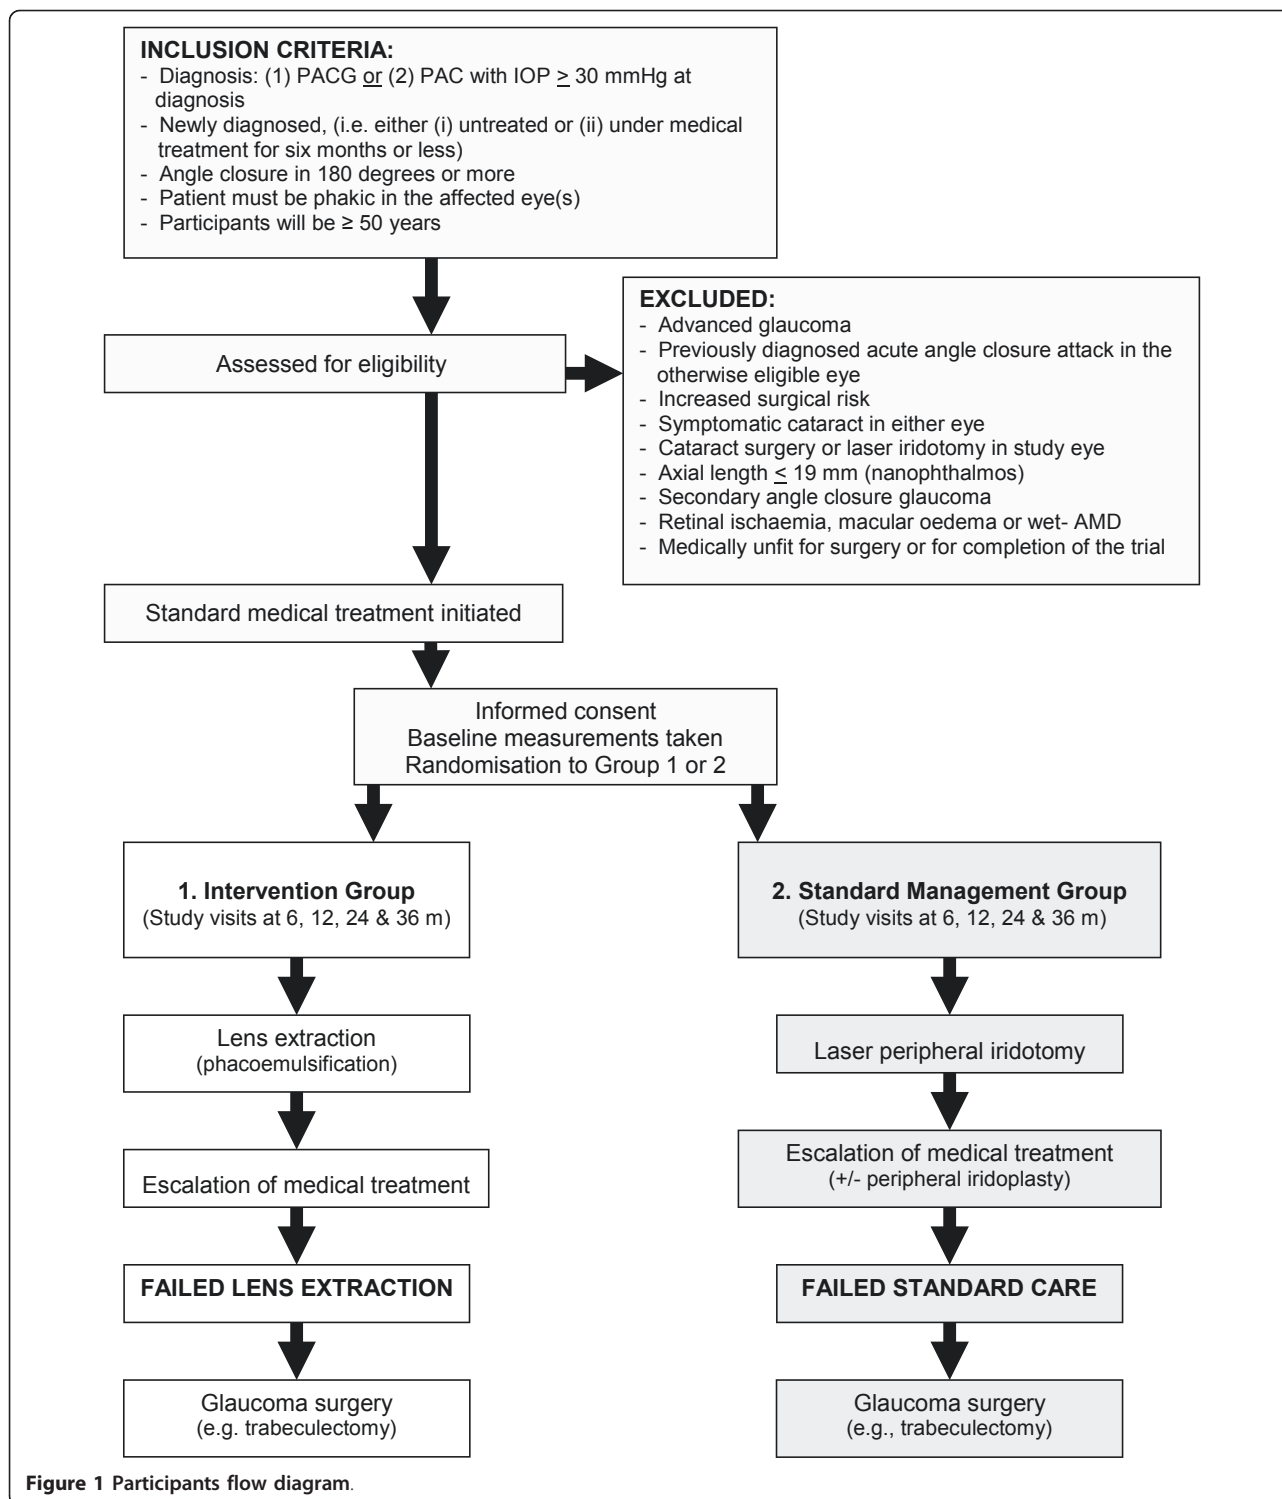 INCLUSION CRITERIA:
- Diagnosis: (1) PACG or (2) PAC with IOP ≥ 30 mmHg at
diagnosis
- Newly diagnosed, (i.e. either (i) untreated or (ii) under medical
treatment for six months or less)
- Angle closure in 180 degrees or more
- Patient must be phakic in the affected eye(s)
- Participants will be ≥ 50 years
Assessed for eligibility
EXCLUDED:
- Advanced glaucoma
- Previously diagnosed acute angle closure attack in the
otherwise eligible eye
- Increased surgical risk
- Symptomatic cataract in either eye
- Cataract surgery or laser iridotomy in study eye
- Axial length ≤ 19 mm (nanophthalmos)
- Secondary angle closure glaucoma
- Retinal ischaemia, macular oedema or wet- AMD
- Medically unfit for surgery or for completion of the trial
Standard medical treatment initiated
Informed consent
Baseline measurements taken
Randomisation to Group 1 or 2
1. Intervention Group
(Study visits at 6, 12, 24 & 36 m)
Lens extraction
(phacoemulsification)
Escalation of medical treatment
FAILED LENS EXTRACTION
Glaucoma surgery
(e.g. trabeculectomy)
2. Standard Management Group
(Study visits at 6, 12, 24 & 36 m)
Laser peripheral iridotomy
Escalation of medical treatment
(+/- peripheral iridoplasty)
FAILED STANDARD CARE
Glaucoma surgery
(e.g., trabeculectomy)
Figure 1 Participants flow diagram.